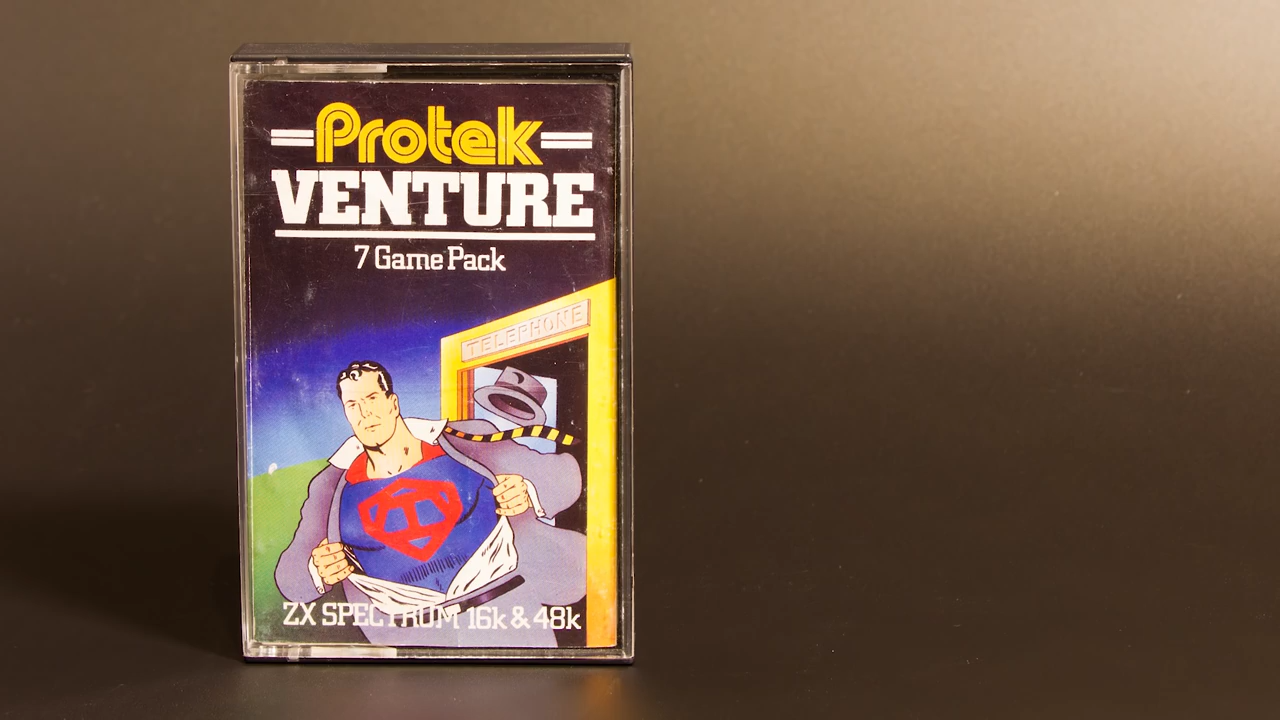 Protek
VENTURE
7 Game Pack
TELEPHONE
I
ZX SPECTRUM 16k & 48k